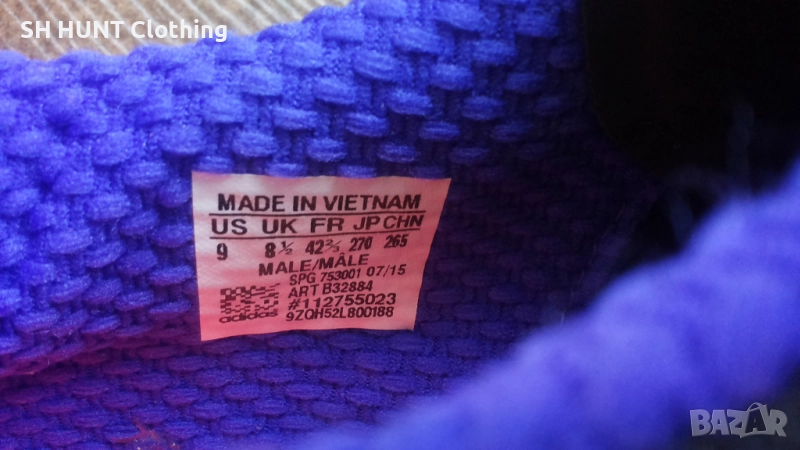 SH HUNT Clothing
MADE IN VIETNAM
US UK FR JP CHN
9 8½ 42⅔ 270 265
MALE/MÂLE
SPG 753001 07/15
ART B32884
#112755023
adidas 9ZQH52L800188
BAZAR